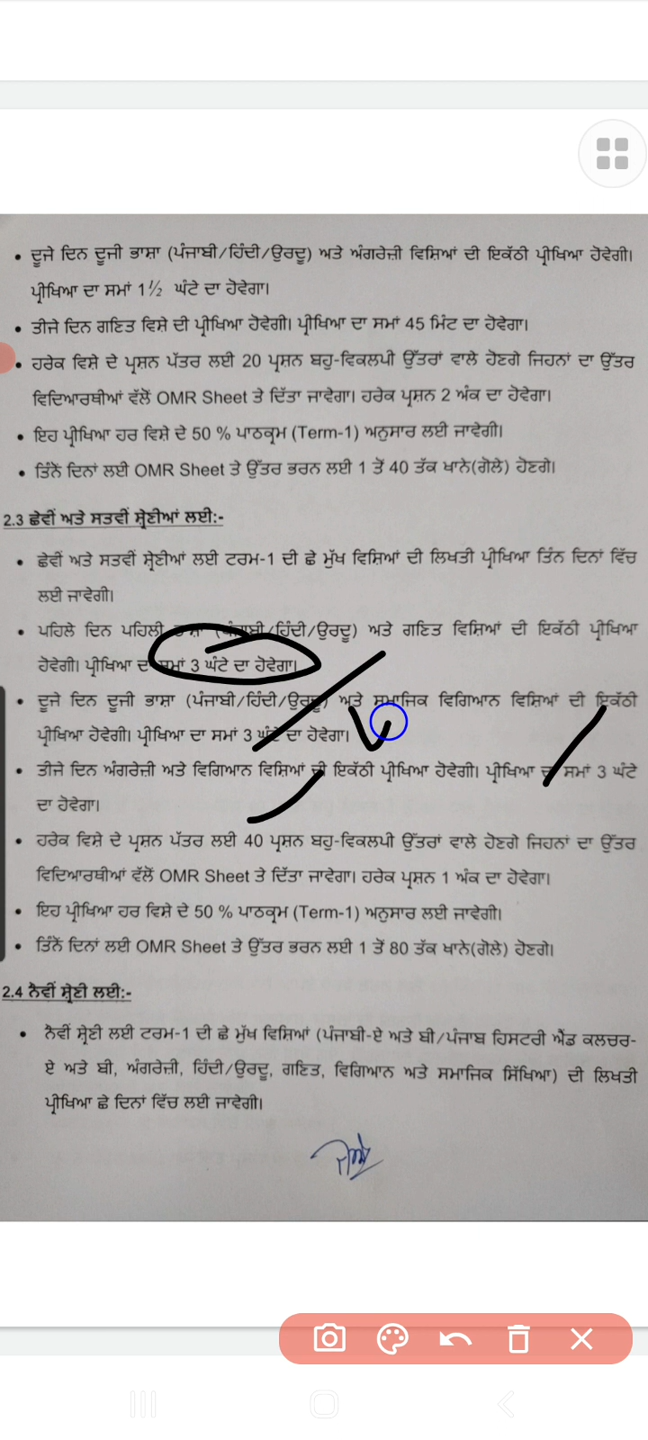 • ਦੂਜੇ ਦਿਨ ਦੂਜੀ ਭਾਸ਼ਾ (ਪੰਜਾਬੀ/ਹਿੰਦੀ/ਉਰਦੂ) ਅਤੇ ਅੰਗਰੇਜ਼ੀ ਵਿਸ਼ਿਆਂ ਦੀ ਇਕੱਠੀ ਪ੍ਰੀਖਿਆ ਹੋਵੇਗੀ।
ਪ੍ਰੀਖਿਆ ਦਾ ਸਮਾਂ 1½ ਘੰਟੇ ਦਾ ਹੋਵੇਗਾ।
• ਤੀਜੇ ਦਿਨ ਗਣਿਤ ਵਿਸ਼ੇ ਦੀ ਪ੍ਰੀਖਿਆ ਹੋਵੇਗੀ। ਪ੍ਰੀਖਿਆ ਦਾ ਸਮਾਂ 45 ਮਿੰਟ ਦਾ ਹੋਵੇਗਾ।
• ਹਰੇਕ ਵਿਸ਼ੇ ਦੇ ਪ੍ਰਸ਼ਨ ਪੱਤਰ ਲਈ 20 ਪ੍ਰਸ਼ਨ ਬਹੁ-ਵਿਕਲਪੀ ਉੱਤਰਾਂ ਵਾਲੇ ਹੋਣਗੇ ਜਿਹਨਾਂ ਦਾ ਉੱਤਰ
ਵਿਦਿਆਰਥੀਆਂ ਵੱਲੋਂ OMR Sheet ਤੇ ਦਿੱਤਾ ਜਾਵੇਗਾ। ਹਰੇਕ ਪ੍ਰਸ਼ਨ 2 ਅੰਕ ਦਾ ਹੋਵੇਗਾ।
• ਇਹ ਪ੍ਰੀਖਿਆ ਹਰ ਵਿਸ਼ੇ ਦੇ 50 % ਪਾਠਕ੍ਰਮ (Term-1) ਅਨੁਸਾਰ ਲਈ ਜਾਵੇਗੀ।
• ਤਿੰਨੋਂ ਦਿਨਾਂ ਲਈ OMR Sheet ਤੇ ਉੱਤਰ ਭਰਨ ਲਈ 1 ਤੋਂ 40 ਤੱਕ ਖਾਨੇ(ਗੋਲੇ) ਹੋਣਗੇ।
2.3 ਛੇਵੀਂ ਅਤੇ ਸਤਵੀਂ ਸ਼੍ਰੇਣੀਆਂ ਲਈ:-
• ਛੇਵੀਂ ਅਤੇ ਸਤਵੀਂ ਸ਼੍ਰੇਣੀਆਂ ਲਈ ਟਰਮ-1 ਦੀ ਛੇ ਮੁੱਖ ਵਿਸ਼ਿਆਂ ਦੀ ਲਿਖਤੀ ਪ੍ਰੀਖਿਆ ਤਿੰਨ ਦਿਨਾਂ ਵਿੱਚ
ਲਈ ਜਾਵੇਗੀ।
• ਪਹਿਲੇ ਦਿਨ ਪਹਿਲੀ ਭਾਸ਼ਾ (ਪੰਜਾਬੀ/ਹਿੰਦੀ/ਉਰਦੂ) ਅਤੇ ਗਣਿਤ ਵਿਸ਼ਿਆਂ ਦੀ ਇਕੱਠੀ ਪ੍ਰੀਖਿਆ
ਹੋਵੇਗੀ। ਪ੍ਰੀਖਿਆ ਦਾ ਸਮਾਂ 3 ਘੰਟੇ ਦਾ ਹੋਵੇਗਾ।
• ਦੂਜੇ ਦਿਨ ਦੂਜੀ ਭਾਸ਼ਾ (ਪੰਜਾਬੀ/ਹਿੰਦੀ/ਉਰਦੂ) ਅਤੇ ਸਮਾਜਿਕ ਵਿਗਿਆਨ ਵਿਸ਼ਿਆਂ ਦੀ ਇਕੱਠੀ
ਪ੍ਰੀਖਿਆ ਹੋਵੇਗੀ। ਪ੍ਰੀਖਿਆ ਦਾ ਸਮਾਂ 3 ਘੰਟੇ ਦਾ ਹੋਵੇਗਾ।
• ਤੀਜੇ ਦਿਨ ਅੰਗਰੇਜ਼ੀ ਅਤੇ ਵਿਗਿਆਨ ਵਿਸ਼ਿਆਂ ਦੀ ਇਕੱਠੀ ਪ੍ਰੀਖਿਆ ਹੋਵੇਗੀ। ਪ੍ਰੀਖਿਆ ਦਾ ਸਮਾਂ 3 ਘੰਟੇ
ਦਾ ਹੋਵੇਗਾ।
• ਹਰੇਕ ਵਿਸ਼ੇ ਦੇ ਪ੍ਰਸ਼ਨ ਪੱਤਰ ਲਈ 40 ਪ੍ਰਸ਼ਨ ਬਹੁ-ਵਿਕਲਪੀ ਉੱਤਰਾਂ ਵਾਲੇ ਹੋਣਗੇ ਜਿਹਨਾਂ ਦਾ ਉੱਤਰ
ਵਿਦਿਆਰਥੀਆਂ ਵੱਲੋਂ OMR Sheet ਤੇ ਦਿੱਤਾ ਜਾਵੇਗਾ। ਹਰੇਕ ਪ੍ਰਸ਼ਨ 1 ਅੰਕ ਦਾ ਹੋਵੇਗਾ।
• ਇਹ ਪ੍ਰੀਖਿਆ ਹਰ ਵਿਸ਼ੇ ਦੇ 50 % ਪਾਠਕ੍ਰਮ (Term-1) ਅਨੁਸਾਰ ਲਈ ਜਾਵੇਗੀ।
• ਤਿੰਨੋਂ ਦਿਨਾਂ ਲਈ OMR Sheet ਤੇ ਉੱਤਰ ਭਰਨ ਲਈ 1 ਤੋਂ 80 ਤੱਕ ਖਾਨੇ(ਗੋਲੇ) ਹੋਣਗੇ।
2.4 ਨੌਵੀਂ ਸ਼੍ਰੇਣੀ ਲਈ:-
• ਨੌਵੀਂ ਸ਼੍ਰੇਣੀ ਲਈ ਟਰਮ-1 ਦੀ ਛੇ ਮੁੱਖ ਵਿਸ਼ਿਆਂ (ਪੰਜਾਬੀ-ਏ ਅਤੇ ਬੀ/ਪੰਜਾਬ ਹਿਸਟਰੀ ਐਂਡ ਕਲਚਰ-
ਏ ਅਤੇ ਬੀ, ਅੰਗਰੇਜ਼ੀ, ਹਿੰਦੀ/ਉਰਦੂ, ਗਣਿਤ, ਵਿਗਿਆਨ ਅਤੇ ਸਮਾਜਿਕ ਸਿੱਖਿਆ) ਦੀ ਲਿਖਤੀ
ਪ੍ਰੀਖਿਆ ਛੇ ਦਿਨਾਂ ਵਿੱਚ ਲਈ ਜਾਵੇਗੀ।